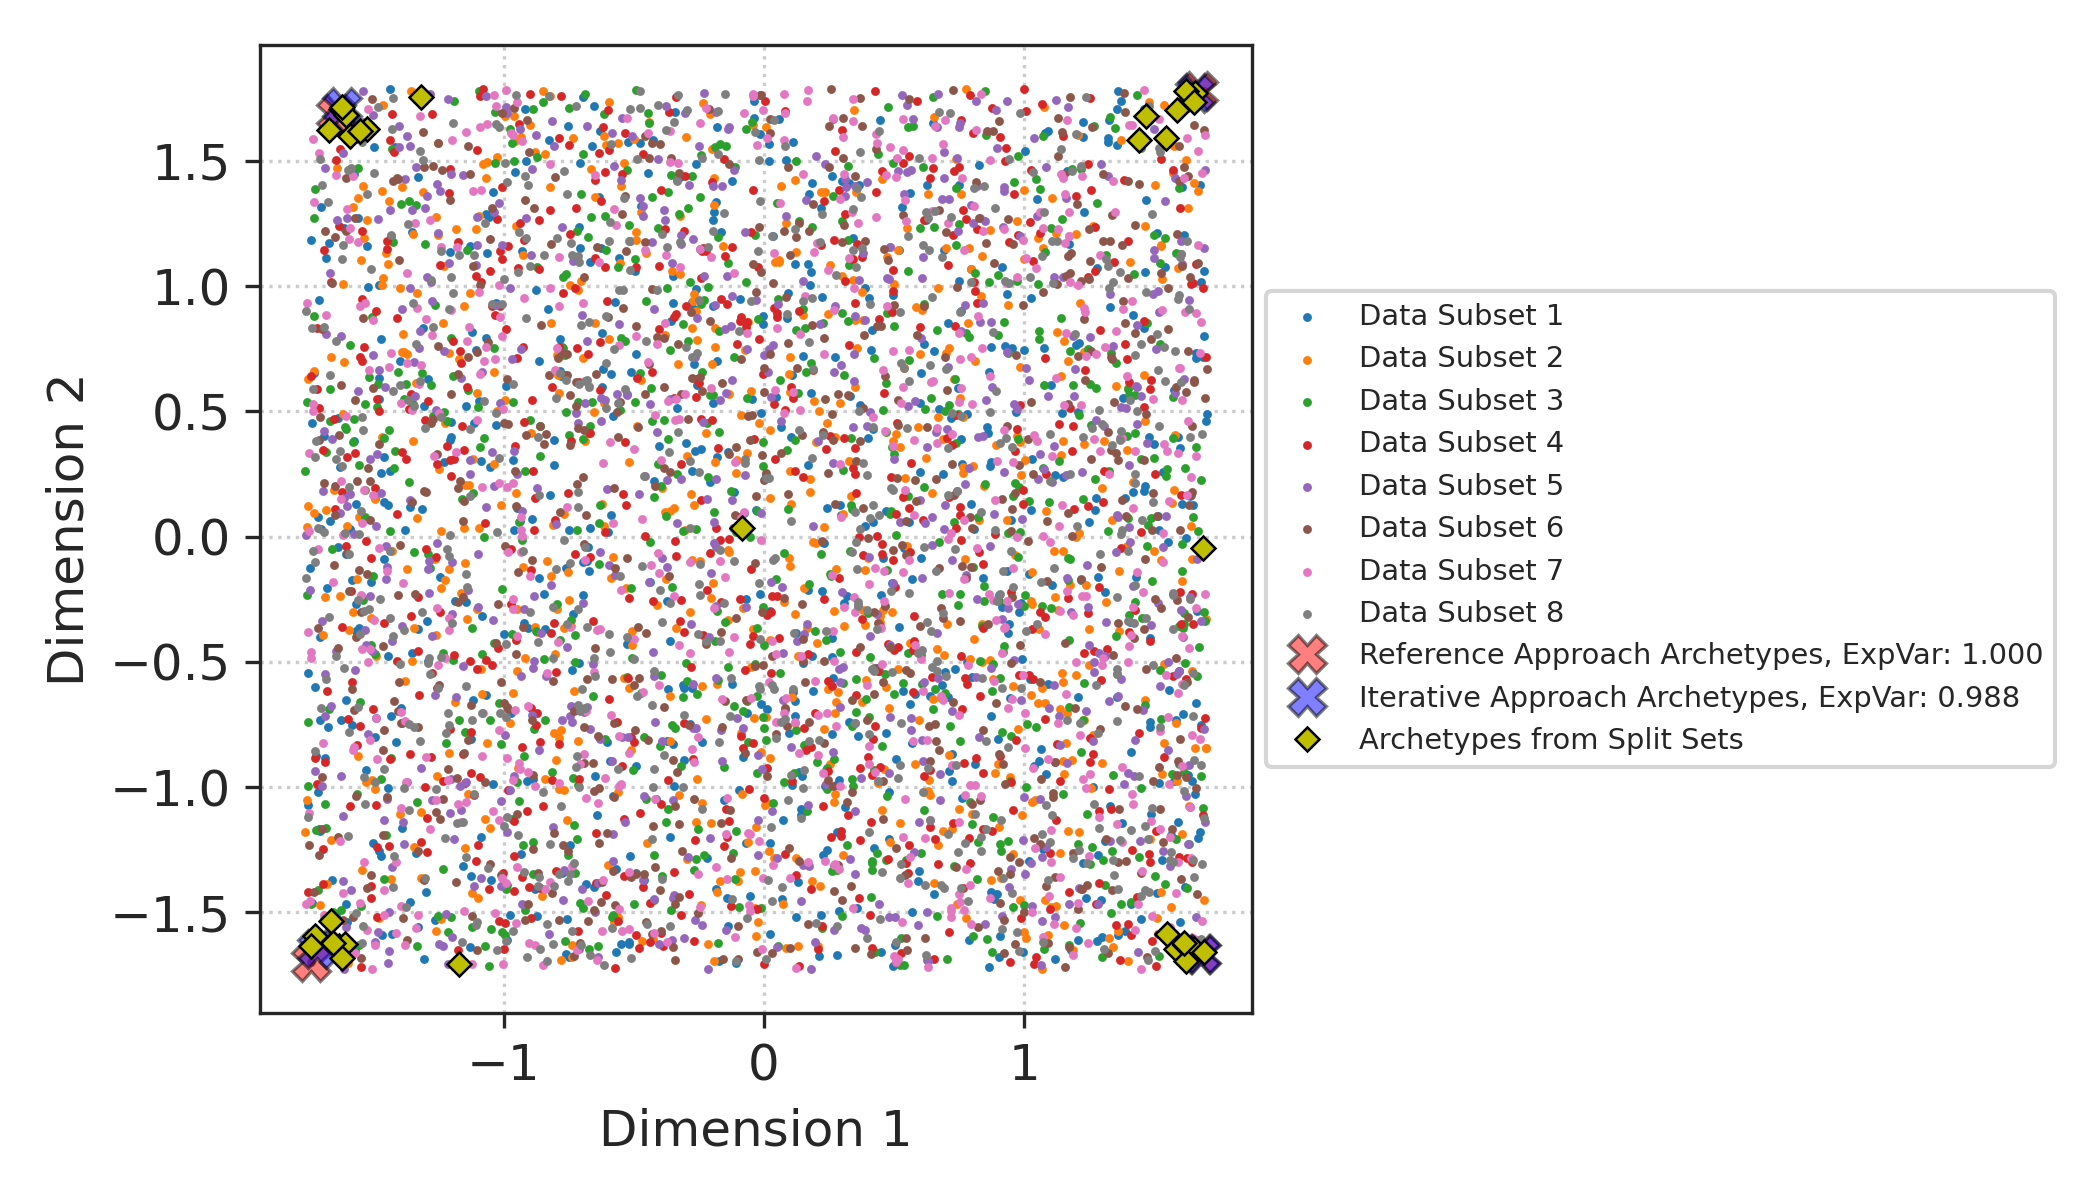 1.5
1.0
0.5
0.0
−0.5
−1.0
−1.5
Dimension 2
−1
0
1
Dimension 1
Data Subset 1
Data Subset 2
Data Subset 3
Data Subset 4
Data Subset 5
Data Subset 6
Data Subset 7
Data Subset 8
Reference Approach Archetypes, ExpVar: 1.000
Iterative Approach Archetypes, ExpVar: 0.988
Archetypes from Split Sets